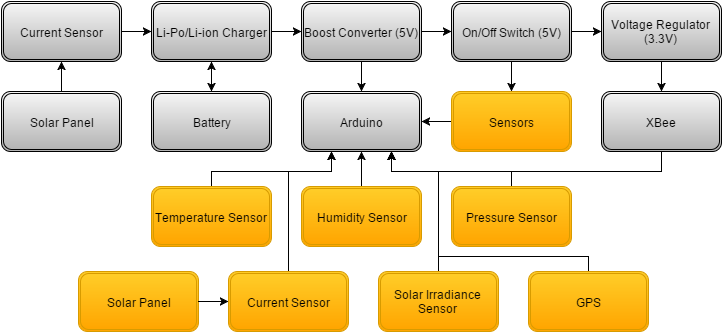 Current Sensor
Li-Po/Li-ion Charger
Boost Converter (5V)
On/Off Switch (5V)
Voltage Regulator
(3.3V)
Solar Panel
Battery
Arduino
Sensors
XBee
Temperature Sensor
Humidity Sensor
Pressure Sensor
Solar Panel
Current Sensor
Solar Irradiance
Sensor
GPS